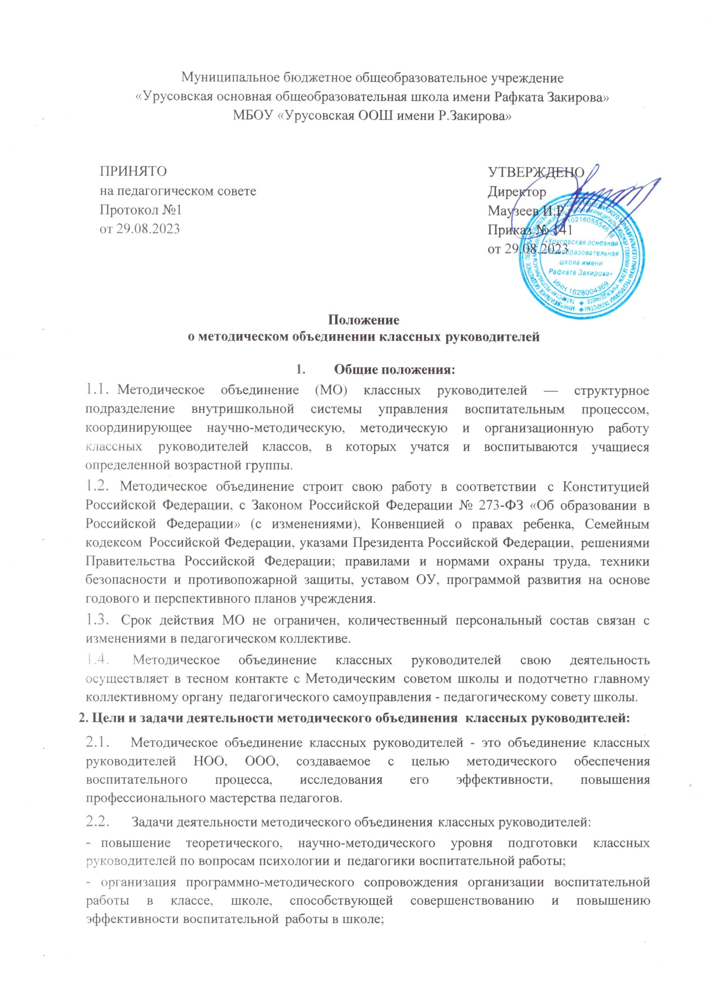 Муниципальное бюджетное общеобразовательное учреждение
«Урусовская основная общеобразовательная школа имени Рафката Закирова»
МБОУ «Урусовская ООШ имени Р.Закирова»
ПРИНЯТО
на педагогическом совете
Протокол №1
от 29.08.2023
УТВЕРЖДЕНО
Директор
Маузеев И.Р.
Приказ № 141
от 29.08.2023
1021605554678
«Урусовская основная
общеобразовательная
школа имени
Рафката Закирова»
ИНН 1628004369
Положение
о методическом объединении классных руководителей
1. Общие положения:
1.1. Методическое объединение (МО) классных руководителей — структурное
подразделение внутришкольной системы управления воспитательным процессом,
координирующее научно-методическую, методическую и организационную работу
классных руководителей классов, в которых учатся и воспитываются учащиеся
определенной возрастной группы.
1.2. Методическое объединение строит свою работу в соответствии с Конституцией
Российской Федерации, с Законом Российской Федерации № 273-ФЗ «Об образовании в
Российской Федерации» (с изменениями), Конвенцией о правах ребенка, Семейным
кодексом Российской Федерации, указами Президента Российской Федерации, решениями
Правительства Российской Федерации; правилами и нормами охраны труда, техники
безопасности и противопожарной защиты, уставом ОУ, программой развития на основе
годового и перспективного планов учреждения.
1.3. Срок действия МО не ограничен, количественный персональный состав связан с
изменениями в педагогическом коллективе.
1.4. Методическое объединение классных руководителей свою деятельность
осуществляет в тесном контакте с Методическим советом школы и подотчетно главному
коллективному органу педагогического самоуправления - педагогическому совету школы.
2. Цели и задачи деятельности методического объединения классных руководителей:
2.1. Методическое объединение классных руководителей - это объединение классных
руководителей НОО, ООО, создаваемое с целью методического обеспечения
воспитательного процесса, исследования его эффективности, повышения
профессионального мастерства педагогов.
2.2. Задачи деятельности методического объединения классных руководителей:
- повышение теоретического, научно-методического уровня подготовки классных
руководителей по вопросам психологии и педагогики воспитательной работы;
- организация программно-методического сопровождения организации воспитательной
работы в классе, школе, способствующей совершенствованию и повышению
эффективности воспитательной работы в школе;